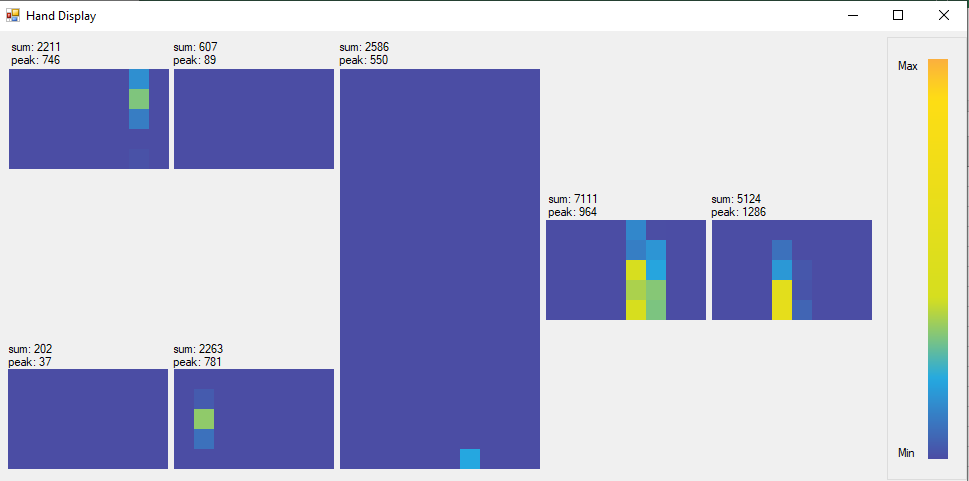 Hand Display
sum: 2211
peak: 746
sum: 607
peak: 89
sum: 2586
peak: 550
Max
sum: 7111
peak: 964
sum: 5124
peak: 1286
sum: 202
peak: 37
sum: 2263
peak: 781
Min